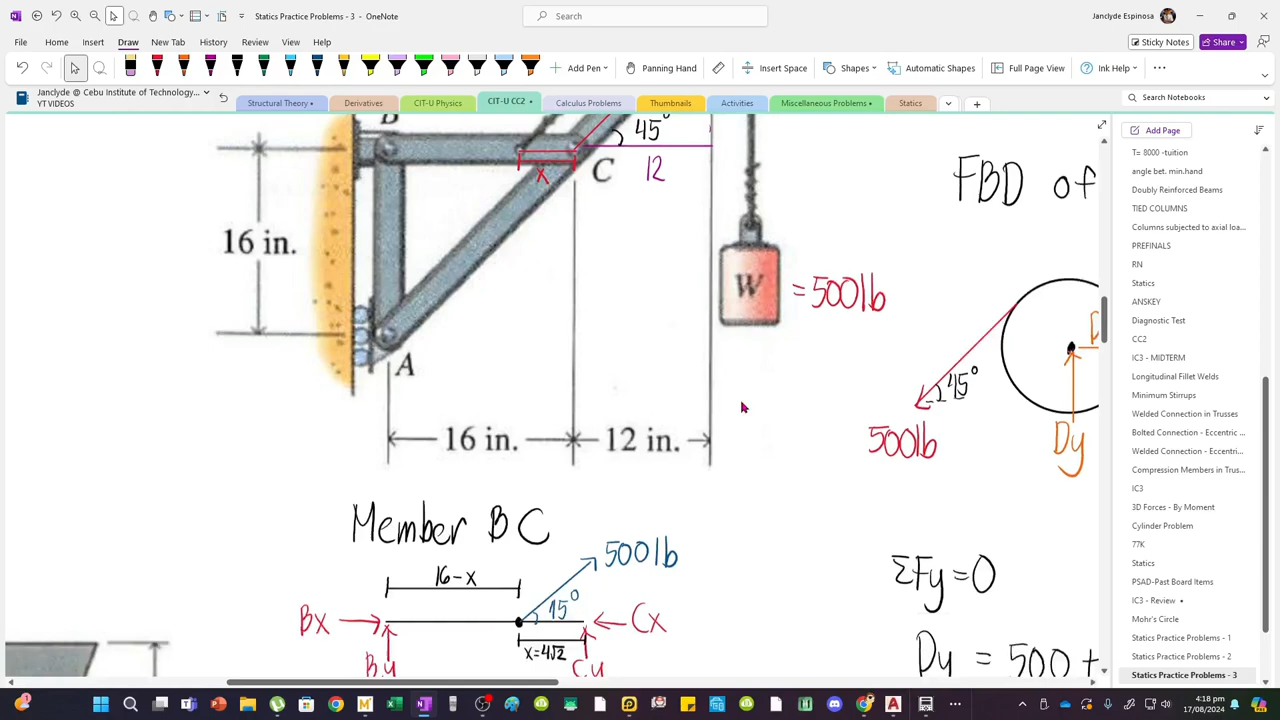 Statics Practice Problems - 3 - OneNote
Search
Janclyde Espinosa
File
Home
Insert
Draw
New Tab
History
Review
View
Help
Sticky Notes
Share
Add Pen
Panning Hand
Insert Space
Shapes
Automatic Shapes
Full Page View
Ink Help
Janclyde @ Cebu Institute of Technology...
YT VIDEOS
Structural Theory
Derivatives
CIT-U Physics
CIT-U CC2
Calculus Problems
Thumbnails
Activities
Miscellaneous Problems
Statics
Search Notebooks
Add Page
T= 8000 -tuition
angle bet. min.hand
Doubly Reinforced Beams
TIED COLUMNS
Columns subjected to axial loa...
PREFINALS
RN
Statics
ANSKEY
Diagnostic Test
CC2
IC3 - MIDTERM
Longitudinal Fillet Welds
Minimum Stirrups
Welded Connection in Trusses
Bolted Connection - Eccentric ...
Welded Connection - Eccentri...
Compression Members in Trus...
IC3
3D Forces - By Moment
Cylinder Problem
77K
Statics
PSAD-Past Board Items
IC3 - Review
Mohr's Circle
Statics Practice Problems - 1
Statics Practice Problems - 2
Statics Practice Problems - 3
B
45°
x
C
12
16 in.
W
= 500lb
A
16 in.
12 in.
FBD of
45°
500lb
Dy
Member BC
500lb
16-x
45°
Bx
Cx
By
x=4√2
Cy
ΣFy=0
Dy = 500 +
4:18 pm
17/08/2024